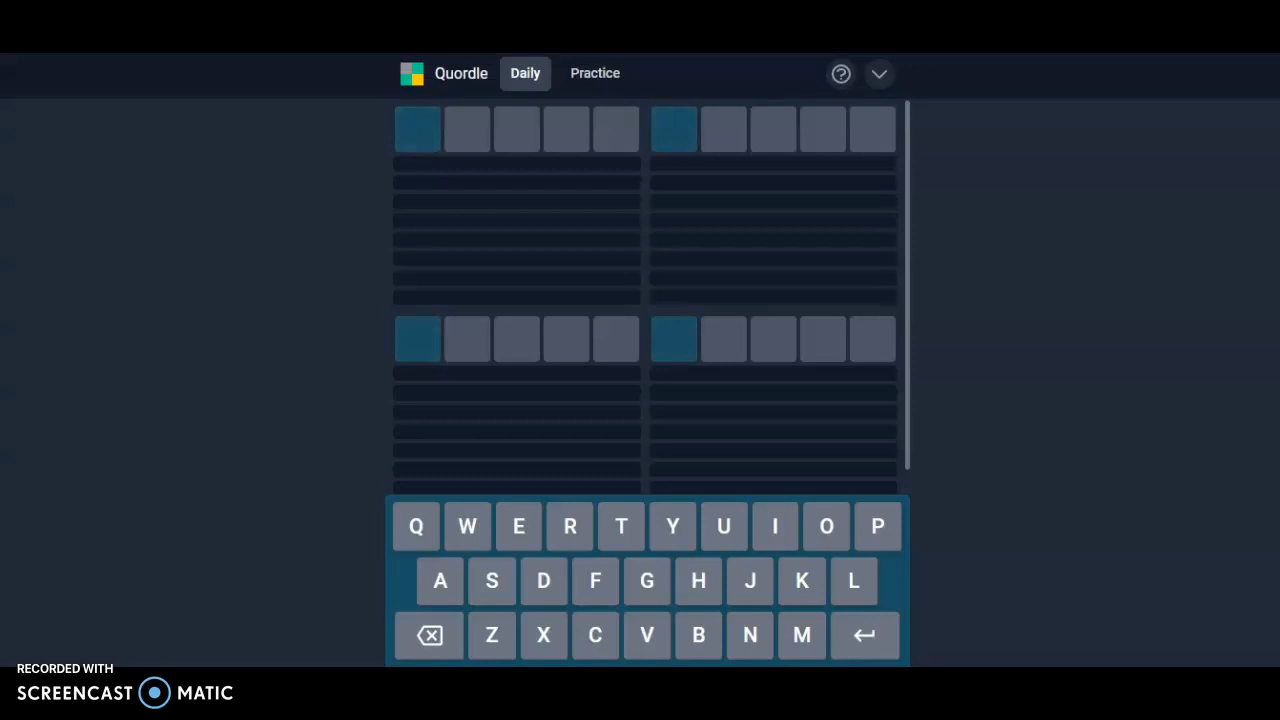 Quordle Daily Practice
Q W E R T Y U I O P
A S D F G H J K L
Z X C V B N M
RECORDED WITH
SCREENCAST MATIC